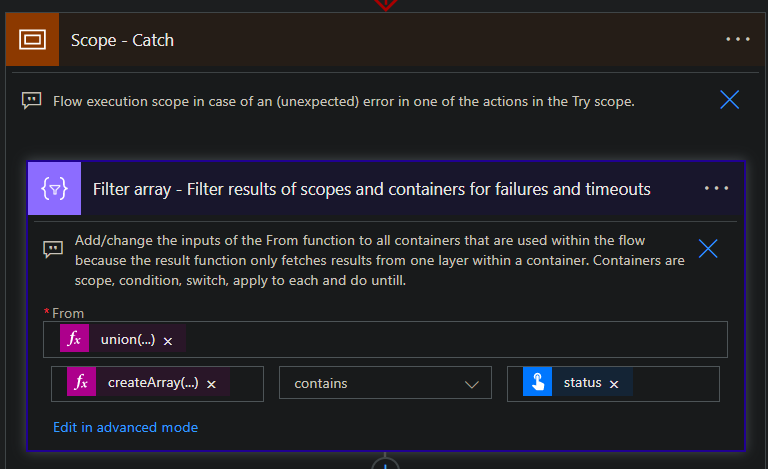 Scope - Catch
Flow execution scope in case of an (unexpected) error in one of the actions in the Try scope.
Filter array - Filter results of scopes and containers for failures and timeouts
Add/change the inputs of the From function to all containers that are used within the flow
because the result function only fetches results from one layer within a container. Containers are
scope, condition, switch, apply to each and do untill.
* From
fx union(...) ×
fx createArray(...) × contains status ×
Edit in advanced mode